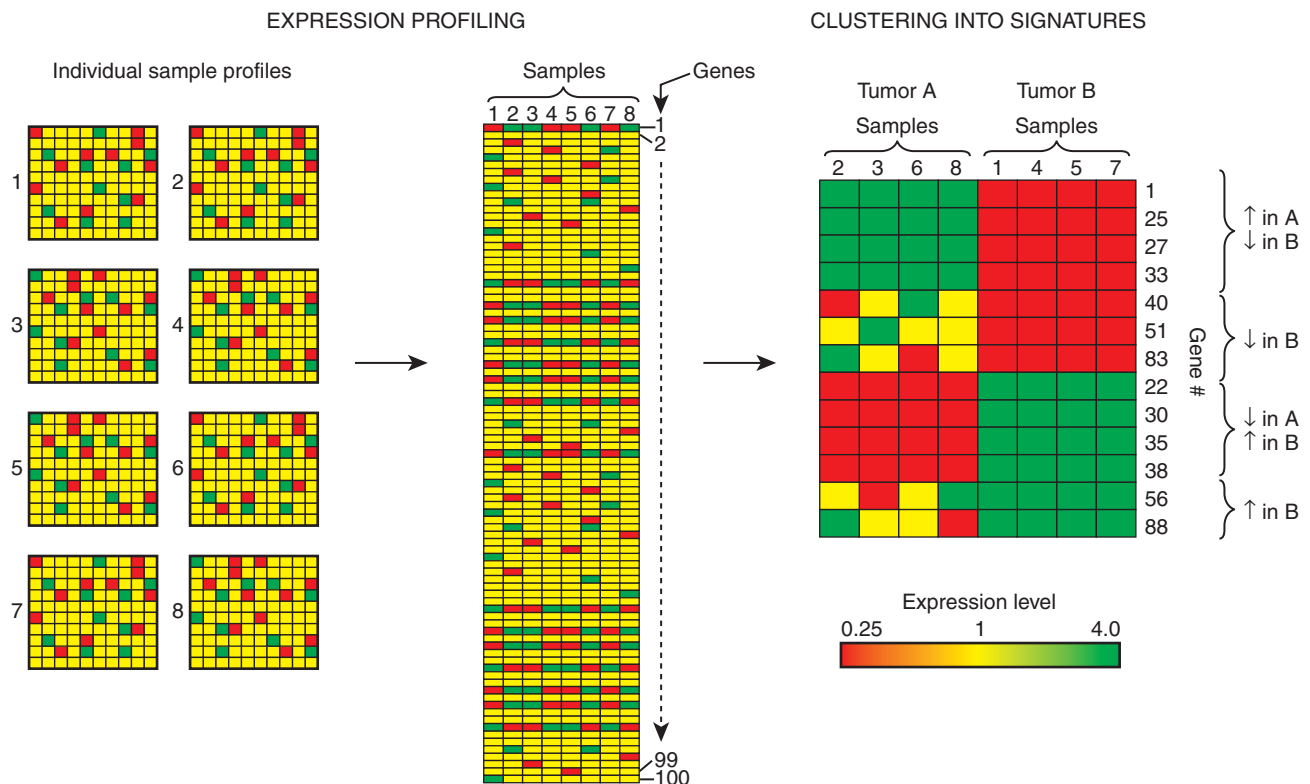 EXPRESSION PROFILING
CLUSTERING INTO SIGNATURES
Individual sample profiles
1
2
3
4
5
6
7
8
Samples
Genes
1 2 3 4 5 6 7 8
1
2
99
100
Tumor A
Samples
Tumor B
Samples
2 3 6 8 1 4 5 7
1
25
27
33
40
51
83
22
30
35
38
56
88
Gene #
↑ in A
↓ in B
↓ in B
↓ in A
↑ in B
↑ in B
Expression level
0.25 1 4.0